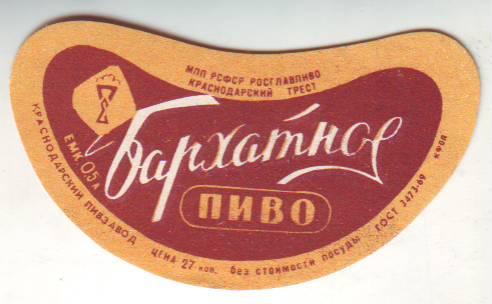 МПП РСФСР РОСГЛАВПИВО
КРАСНОДАРСКИЙ ТРЕСТ
Бархатное
ПИВО
ЕМК. 0,5 л
КРАСНОДАРСКИЙ ПИВЗАВОД ЦЕНА 27 коп. без стоимости посуды ГОСТ 3473-69 КФОП